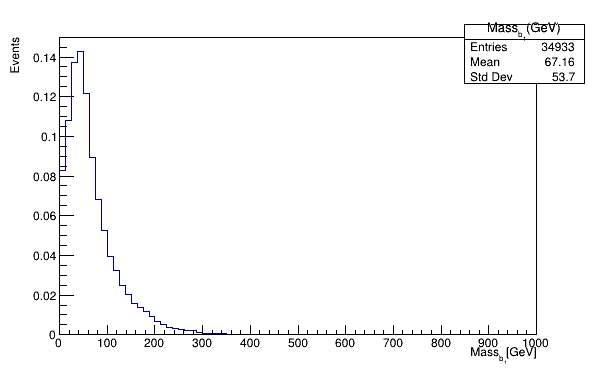 Mass_b_1(GeV)
Entries 34933
Mean 67.16
Std Dev 53.7
Events
0.14
0.12
0.1
0.08
0.06
0.04
0.02
0
0 100 200 300 400 500 600 700 800 900 1000
Mass_b_1[GeV]